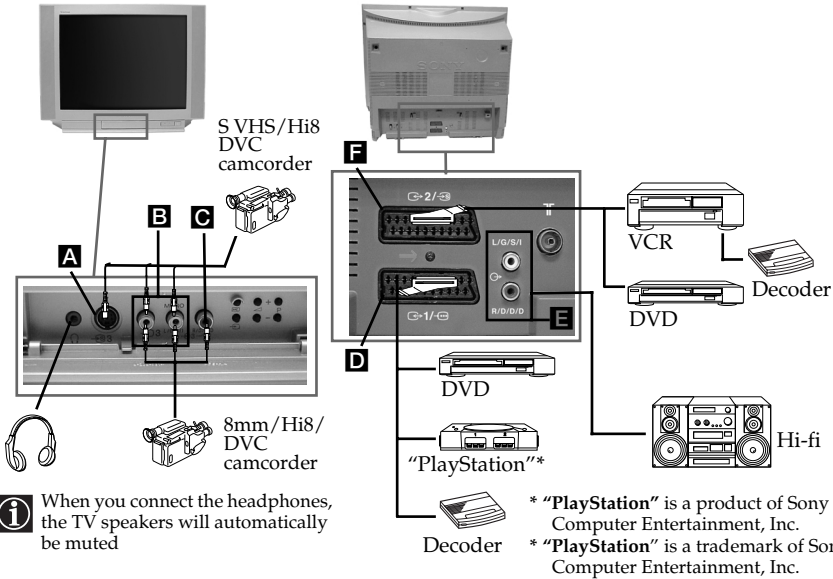 S VHS/Hi8
DVC
camcorder
SONY
F
B
C
A
2/
L/G/S/I
R/D/D/D
1/
E
D
VCR
Decoder
DVD
DVD
8mm/Hi8/
DVC
camcorder
"PlayStation"*
Hi-fi
Decoder
When you connect the headphones,
the TV speakers will automatically
be muted
* "PlayStation" is a product of Sony
Computer Entertainment, Inc.
* "PlayStation" is a trademark of Son
Computer Entertainment, Inc.